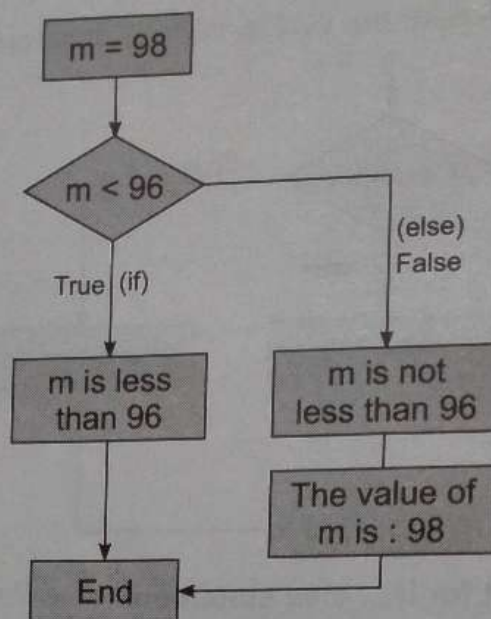 m = 98
m < 96
(else)
False
True (if)
m is less
than 96
m is not
less than 96
The value of
m is : 98
End